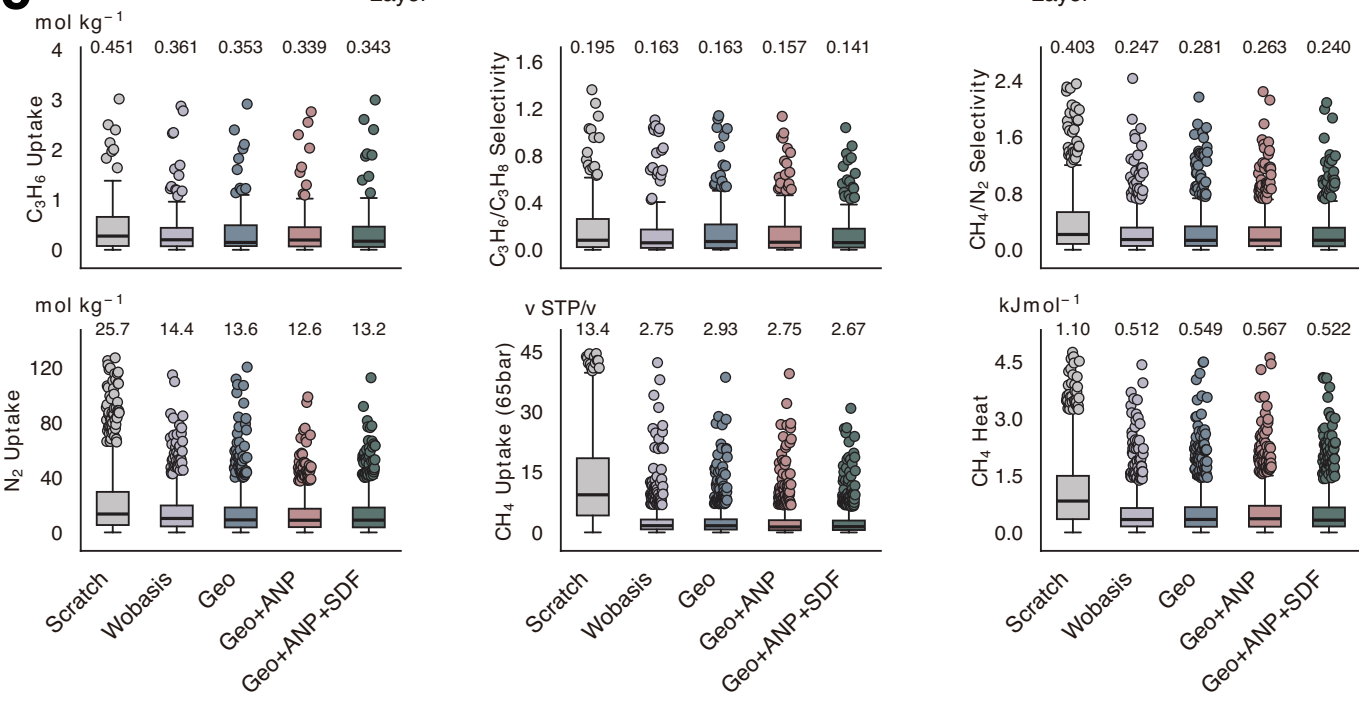 mol kg⁻¹
0.451 0.361 0.353 0.339 0.343
C₃H₆ Uptake
4
3
2
1
0
0.195 0.163 0.163 0.157 0.141
C₃H₆/C₃H₈ Selectivity
1.6
1.2
0.8
0.4
0.0
0.403 0.247 0.281 0.263 0.240
CH₄/N₂ Selectivity
2.4
1.6
0.8
0.0
mol kg⁻¹
25.7 14.4 13.6 12.6 13.2
N₂ Uptake
120
80
40
0
Scratch
Wobasis
Geo
Geo+ANP
Geo+ANP+SDF
v STP/v
13.4 2.75 2.93 2.75 2.67
CH₄ Uptake (65bar)
45
30
15
0
Scratch
Wobasis
Geo
Geo+ANP
Geo+ANP+SDF
kJmol⁻¹
1.10 0.512 0.549 0.567 0.522
CH₄ Heat
4.5
3.0
1.5
0.0
Scratch
Wobasis
Geo
Geo+ANP
Geo+ANP+SDF